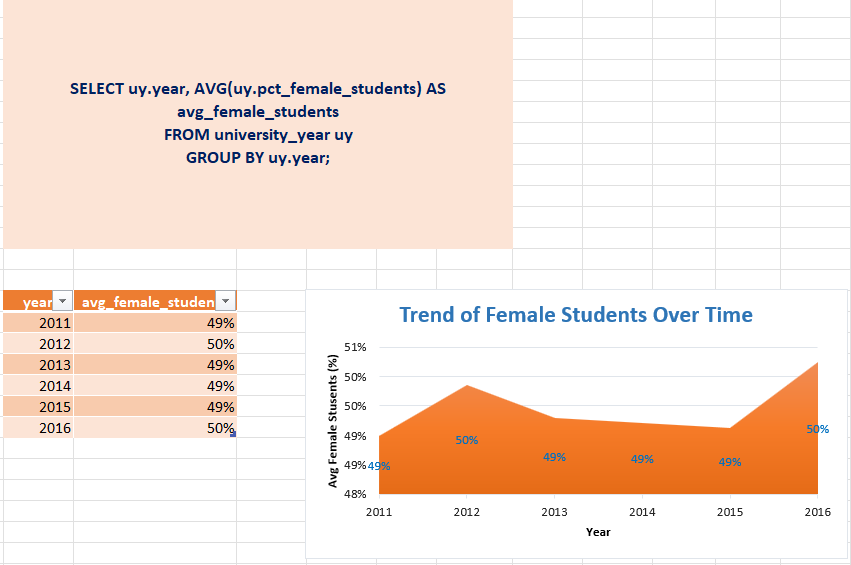 SELECT uy.year, AVG(uy.pct_female_students) AS
avg_female_students
FROM university_year uy
GROUP BY uy.year;
year avg_female_studen
2011 49%
2012 50%
2013 49%
2014 49%
2015 49%
2016 50%
Trend of Female Students Over Time
Avg Female Stusents (%)
51%
50%
50%
49%
49%
48%
49%
50%
49%
49%
49%
50%
2011 2012 2013 2014 2015 2016
Year